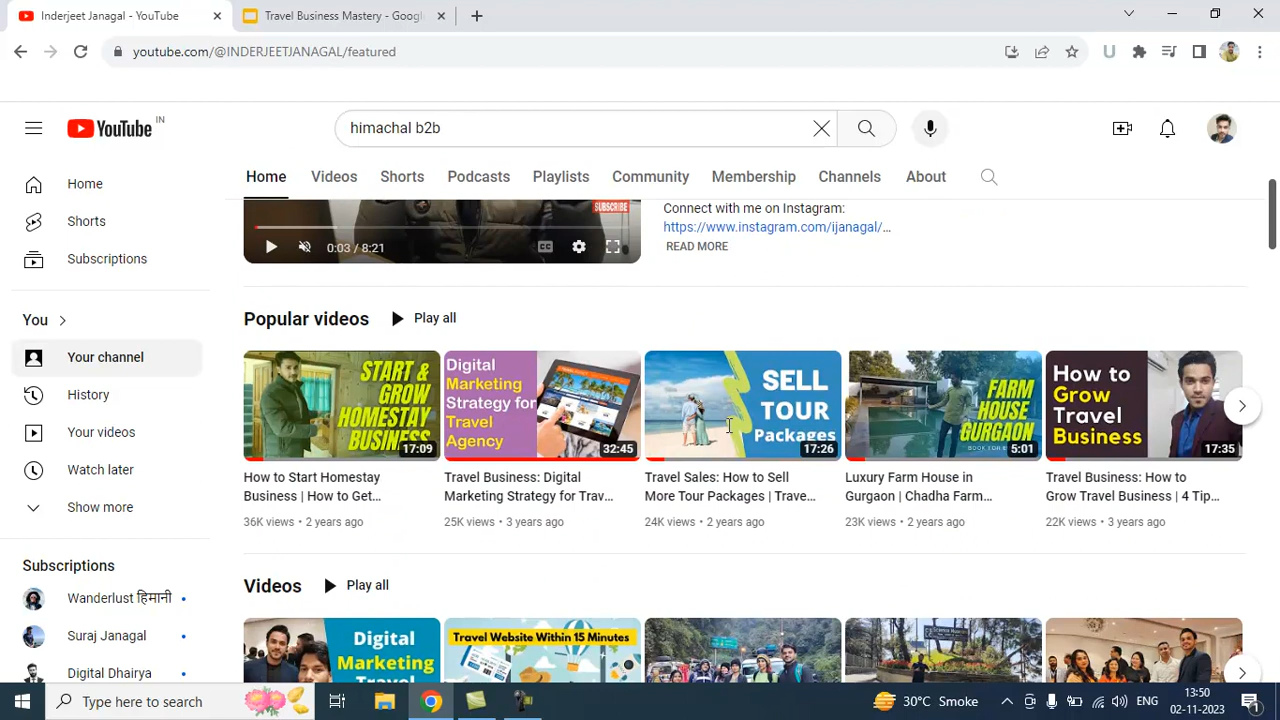 Inderjeet Janagal - YouTube
Travel Business Mastery - Googl
youtube.com/@INDERJEETJANAGAL/featured
YouTube IN
himachal b2b
Home Videos Shorts Podcasts Playlists Community Membership Channels About
Home
Shorts
Subscriptions
You
Your channel
History
Your videos
Watch later
Show more
Subscriptions
Wanderlust हिमानी
Suraj Janagal
Digital Dhairya
SUBSCRIBE
0:03 / 8:21
CC
Connect with me on Instagram:
https://www.instagram.com/ijanagal/...
READ MORE
Popular videos Play all
START &
GROW
HOMESTAY
BUSINESS
17:09
How to Start Homestay
Business | How to Get...
36K views • 2 years ago
Digital
Marketing
Strategy for
Travel
Agency
32:45
Travel Business: Digital
Marketing Strategy for Trav...
25K views • 3 years ago
SELL
TOUR
Packages
17:26
Travel Sales: How to Sell
More Tour Packages | Trave...
24K views • 2 years ago
FARM
HOUSE
GURGAON
5:01
Luxury Farm House in
Gurgaon | Chadha Farm...
23K views • 2 years ago
How to
Grow
Travel
Business
17:35
Travel Business: How to
Grow Travel Business | 4 Tip...
22K views • 3 years ago
Videos Play all
Digital
Marketing
Travel
Travel Website Within 15 Minutes
Type here to search
30°C Smoke
ENG
13:50
02-11-2023
1